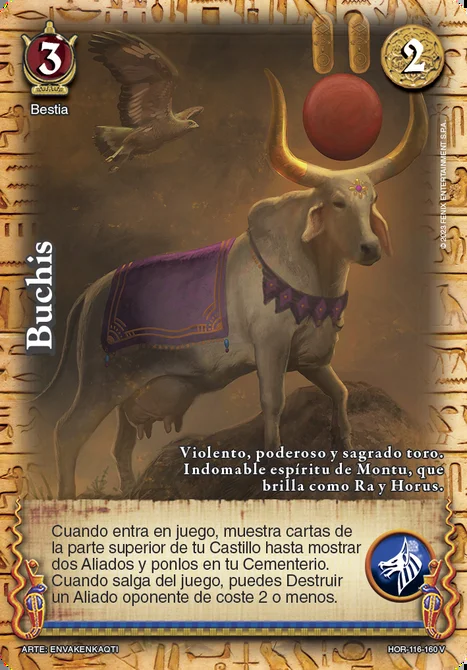 3
2
Bestia
© 2023 FENIX ENTERTAINMENT S.P.A.
Buchis
Violento, poderoso y sagrado toro.
Indomable espíritu de Montu, que
brilla como Ra y Horus.
Cuando entra en juego, muestra cartas de
la parte superior de tu Castillo hasta mostrar
dos Aliados y ponlos en tu Cementerio.
Cuando salga del juego, puedes Destruir
un Aliado oponente de coste 2 o menos.
ARTE: ENVAKENKAQTI
HOR-116-160 V